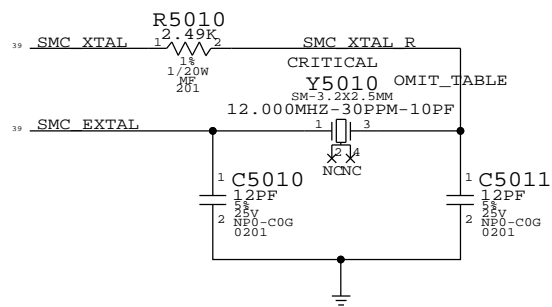 R5010
2.49K
39 SMC_XTAL 1 2 SMC_XTAL_R
1%
1/20W
MF
201
CRITICAL
Y5010 OMIT_TABLE
SM-3.2X2.5MM
12.000MHZ-30PPM-10PF
39 SMC_EXTAL 1 3
2 4
NC NC
1 C5010
12PF
5%
25V
2 NP0-C0G
0201
1 C5011
12PF
5%
25V
2 NP0-C0G
0201